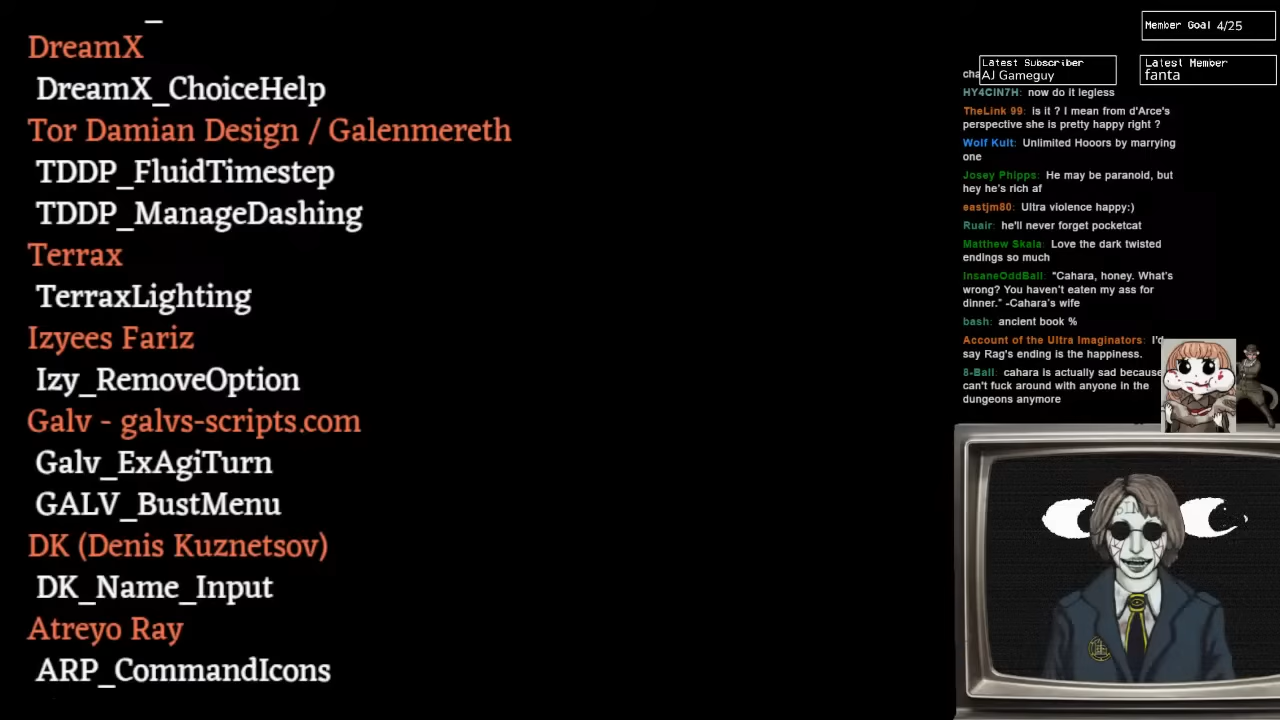 DreamX
DreamX_ChoiceHelp
Tor Damian Design / Galenmereth
TDDP_FluidTimestep
TDDP_ManageDashing
Terrax
TerraxLighting
Izyees Fariz
Izy_RemoveOption
Galv - galvs-scripts.com
Galv_ExAgiTurn
GALV_BustMenu
DK (Denis Kuznetsov)
DK_Name_Input
Atreyo Ray
ARP_CommandIcons
Member Goal 4/25
Latest Subscriber
AJ Gameguy
Latest Member
fanta
cha
HY4CIN7H: now do it legless
TheLink 99: is it ? I mean from d'Arce's
perspective she is pretty happy right ?
Wolf Kult: Unlimited Hooors by marrying
one
Josey Phipps: He may be paranoid, but
hey he's rich af
eastjm80: Ultra violence happy:)
Ruair: he'll never forget pocketcat
Matthew Skala: Love the dark twisted
endings so much
InsaneOddBall: "Cahara, honey. What's
wrong? You haven't eaten my ass for
dinner." -Cahara's wife
bash: ancient book %
Account of the Ultra Imaginators: I'd
say Rag's ending is the happiness.
8-Ball: cahara is actually sad because
can't fuck around with anyone in the
dungeons anymore